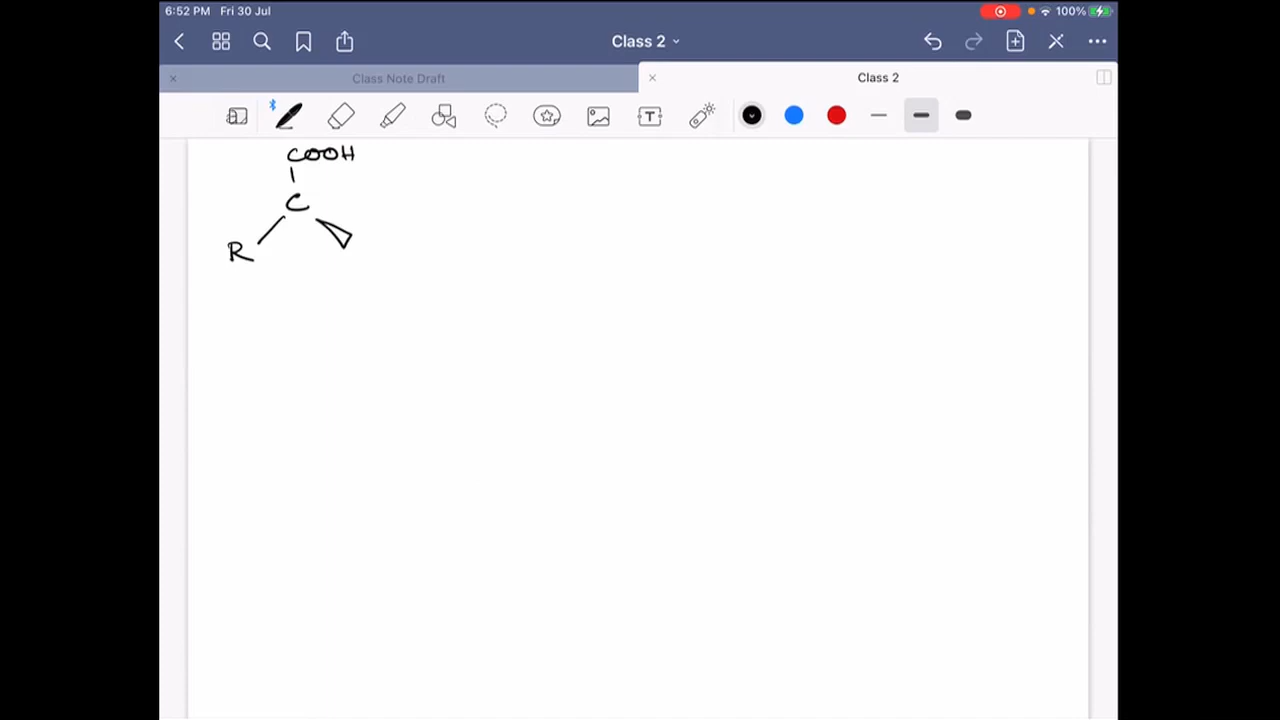 6:52 PM Fri 30 Jul
100%
Class 2
Class Note Draft
Class 2
T
COOH
C
R